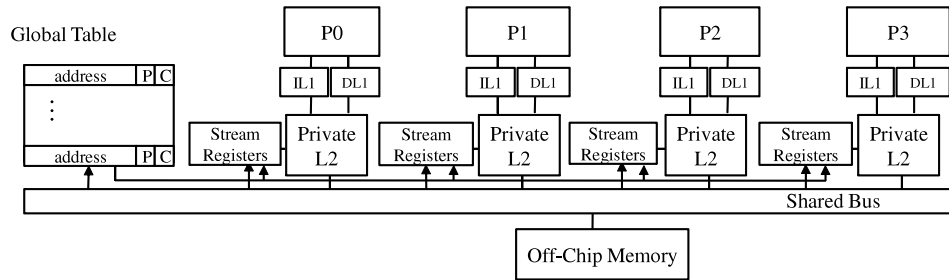 P0
P1
P2
P3
Global Table
address P C
IL1 DL1
IL1 DL1
IL1 DL1
IL1 DL1
Stream
Registers
Private
L2
Stream
Registers
Private
L2
Stream
Registers
Private
L2
Stream
Registers
Private
L2
address P C
Shared Bus
Off-Chip Memory